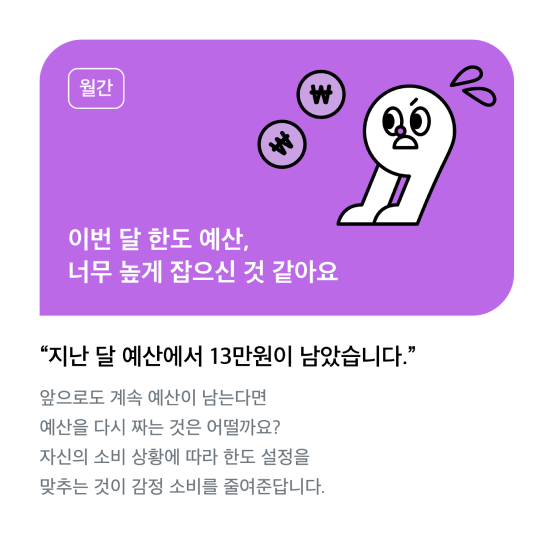 월간
₩
₩
이번 달 한도 예산,
너무 높게 잡으신 것 같아요
“지난 달 예산에서 13만원이 남았습니다.”
앞으로도 계속 예산이 남는다면
예산을 다시 짜는 것은 어떨까요?
자신의 소비 상황에 따라 한도 설정을
맞추는 것이 감정 소비를 줄여준답니다.